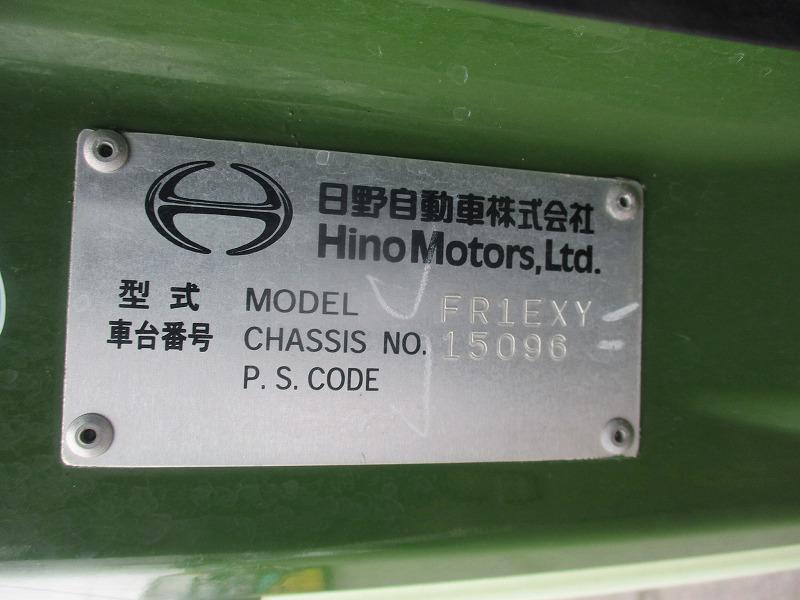 日野自動車株式会社
Hino Motors, Ltd.
型式 MODEL FR1EXY
車台番号 CHASSIS NO. 15096
P. S. CODE